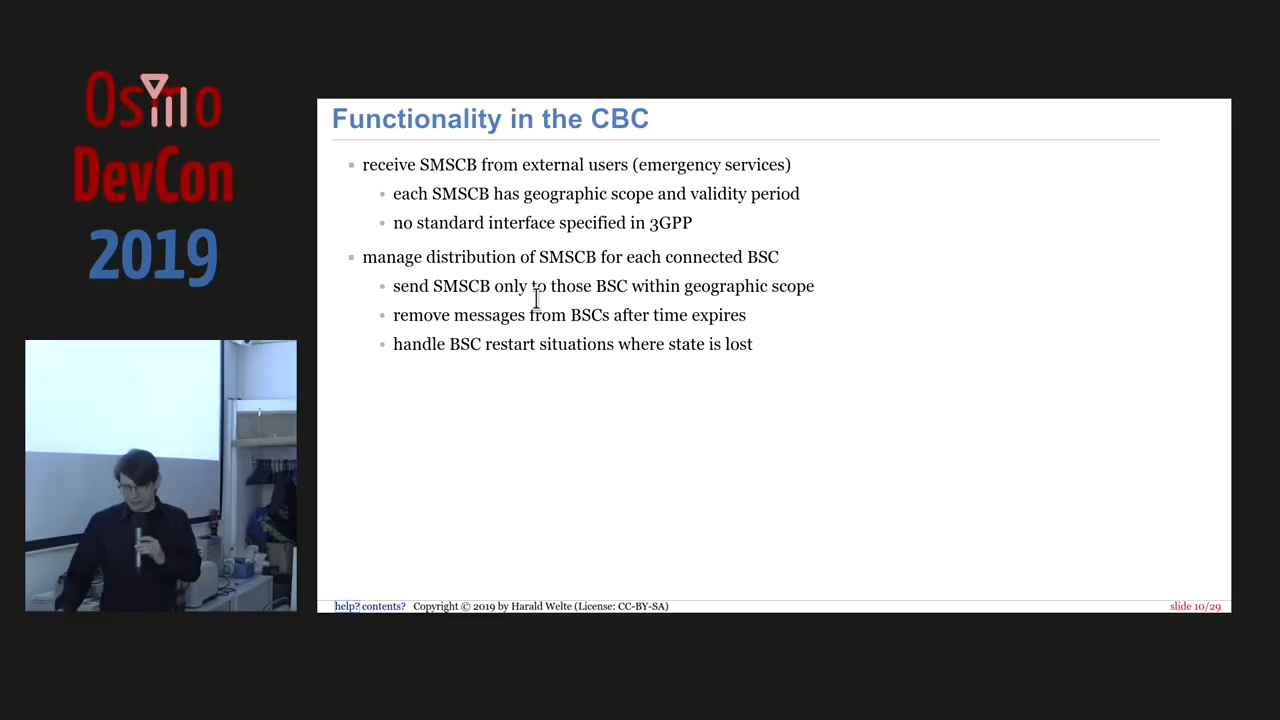 Osmo
DevCon
2019
Functionality in the CBC
receive SMSCB from external users (emergency services)
each SMSCB has geographic scope and validity period
no standard interface specified in 3GPP
manage distribution of SMSCB for each connected BSC
send SMSCB only to those BSC within geographic scope
remove messages from BSCs after time expires
handle BSC restart situations where state is lost
help? contents? Copyright © 2019 by Harald Welte (License: CC-BY-SA)
slide 10/29